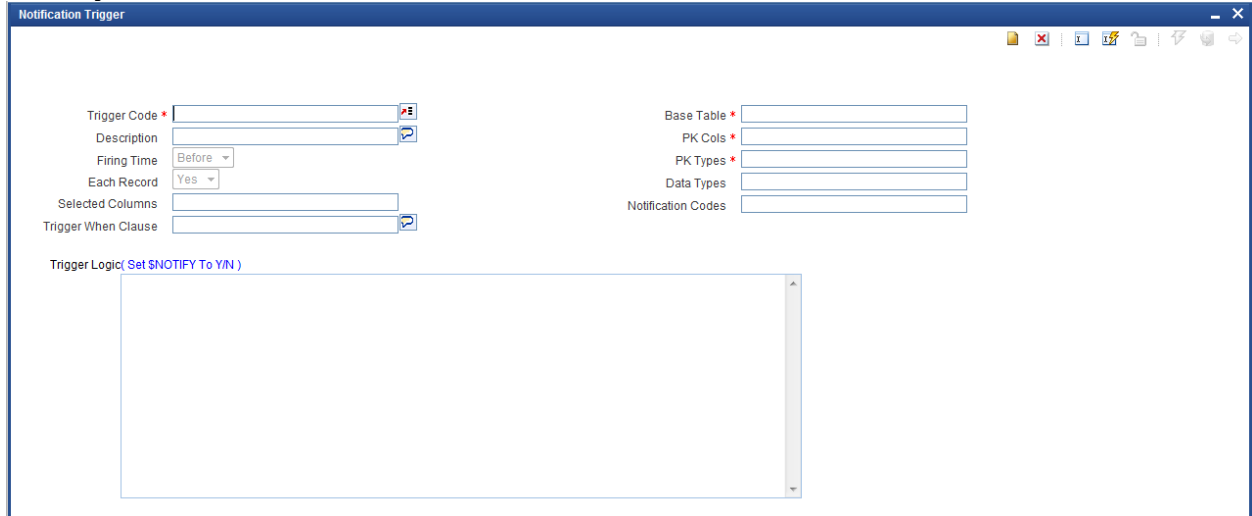 Notification Trigger
Trigger Code *
Description
Firing Time Before
Each Record Yes
Selected Columns
Trigger When Clause
Base Table *
PK Cols *
PK Types *
Data Types
Notification Codes
Trigger Logic( Set $NOTIFY To Y/N )